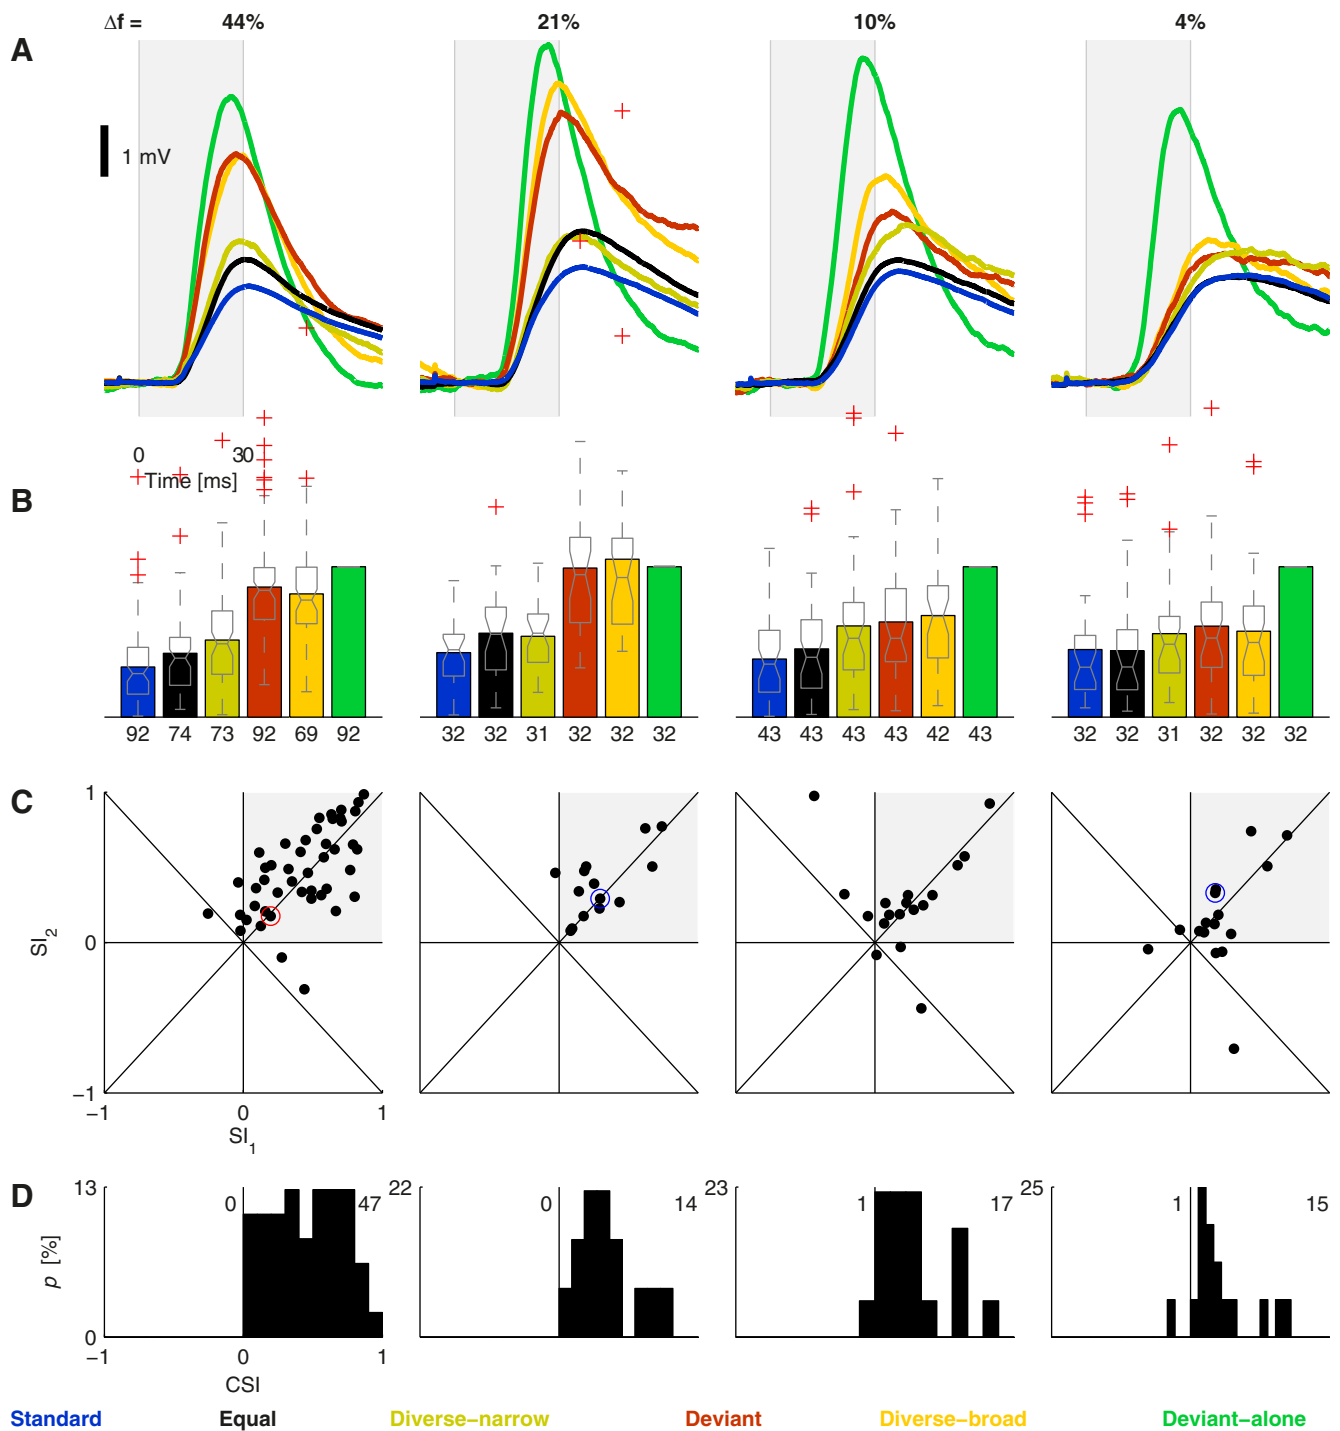 Δf = 44% 21% 10% 4%
A
1 mV
0 30
Time [ms]
B
92 74 73 92 69 92 32 32 31 32 32 32 43 43 43 43 42 43 32 32 31 32 32 32
C
1
SI2
0
−1
−1 0 1
SI1
D
13 0 47 22 0 14 23 1 17 25 1 15
p [%]
0
−1 0 1
CSI
Standard Equal Diverse−narrow Deviant Diverse−broad Deviant−alone